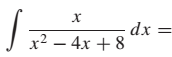 ∫ x / (x² − 4x + 8) dx =